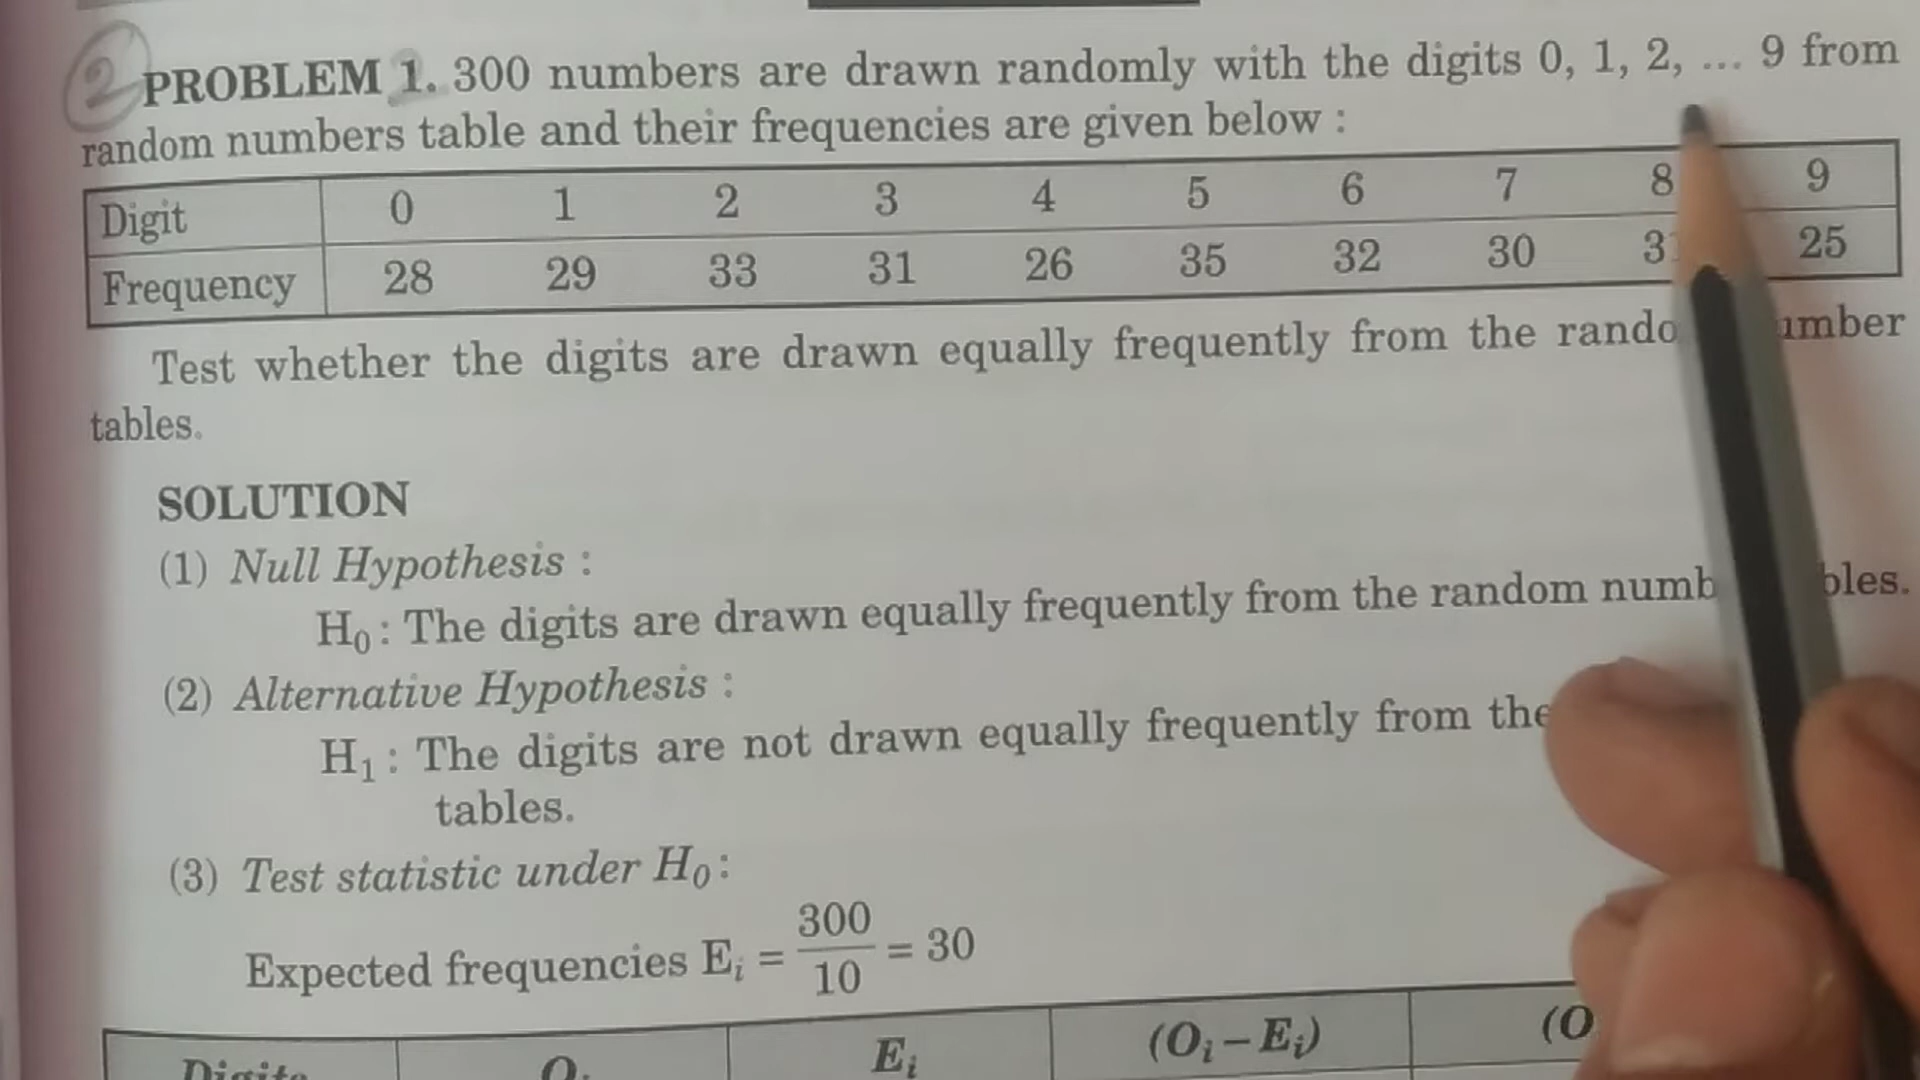 2
PROBLEM 1. 300 numbers are drawn randomly with the digits 0, 1, 2, ... 9 from
random numbers table and their frequencies are given below :
Digit 0 1 2 3 4 5 6 7 8 9
Frequency 28 29 33 31 26 35 32 30 25
Test whether the digits are drawn equally frequently from the
tables.
SOLUTION
(1) Null Hypothesis :
H₀ : The digits are drawn equally frequently from the random
(2) Alternative Hypothesis :
H₁ : The digits are not drawn equally frequently from the
tables.
(3) Test statistic under H₀ :
Expected frequencies Eᵢ = 300/10 = 30
Digits Oᵢ Eᵢ (Oᵢ – Eᵢ)